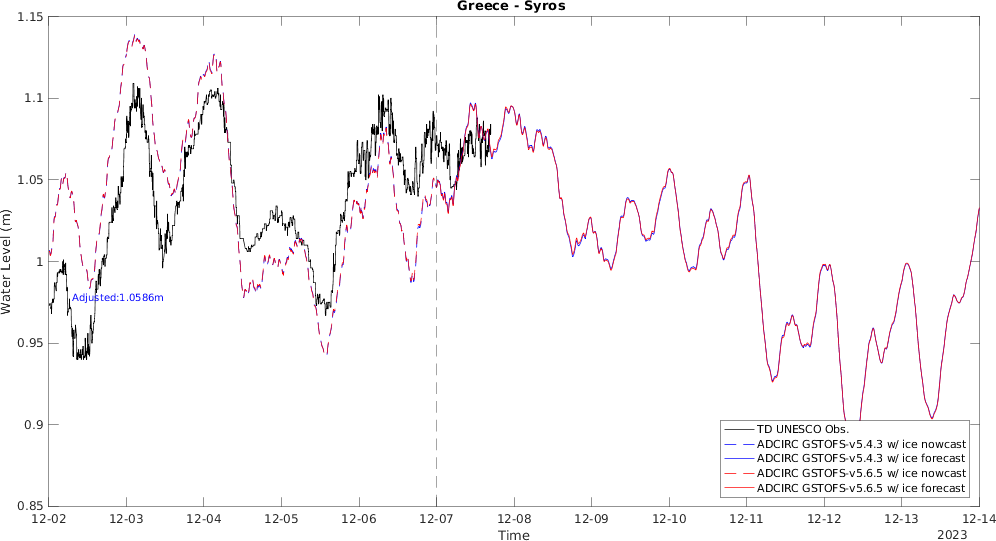 Greece - Syros
1.15
1.1
1.05
1
0.95
0.9
0.85
Water Level (m)
Adjusted:1.0586m
TD UNESCO Obs.
ADCIRC GSTOFS-v5.4.3 w/ ice nowcast
ADCIRC GSTOFS-v5.4.3 w/ ice forecast
ADCIRC GSTOFS-v5.6.5 w/ ice nowcast
ADCIRC GSTOFS-v5.6.5 w/ ice forecast
12-02 12-03 12-04 12-05 12-06 12-07 12-08 12-09 12-10 12-11 12-12 12-13 12-14
Time
2023